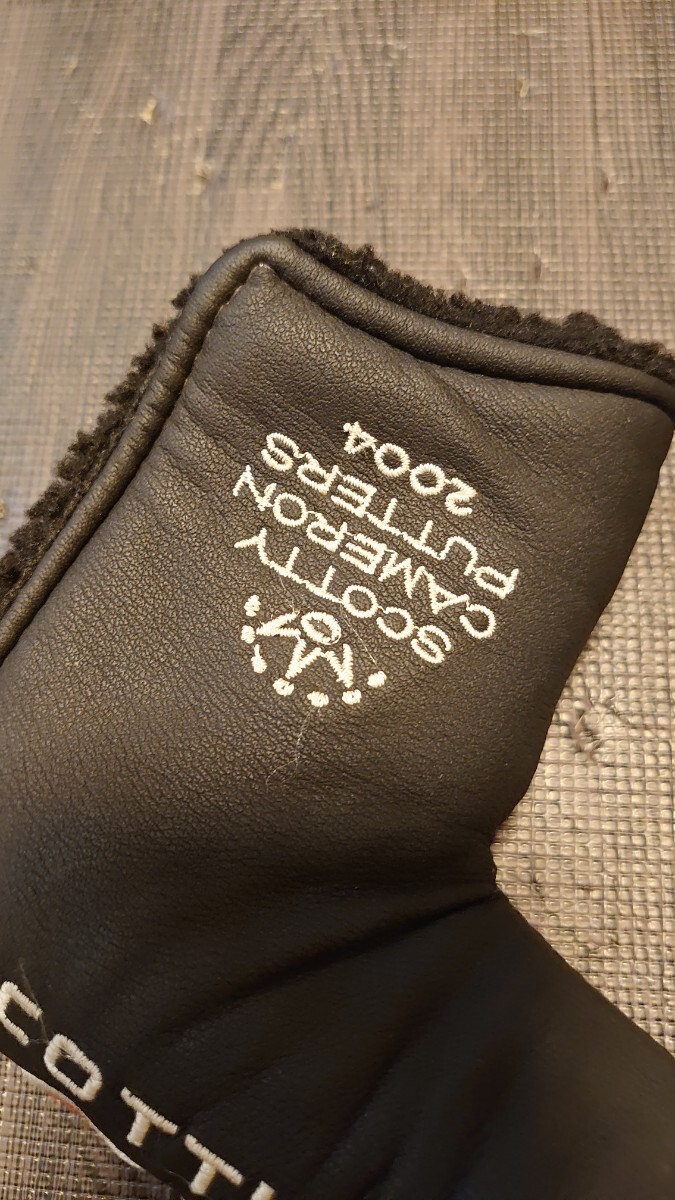 SCOTTY
CAMERON
PUTTERS
2004
COTT